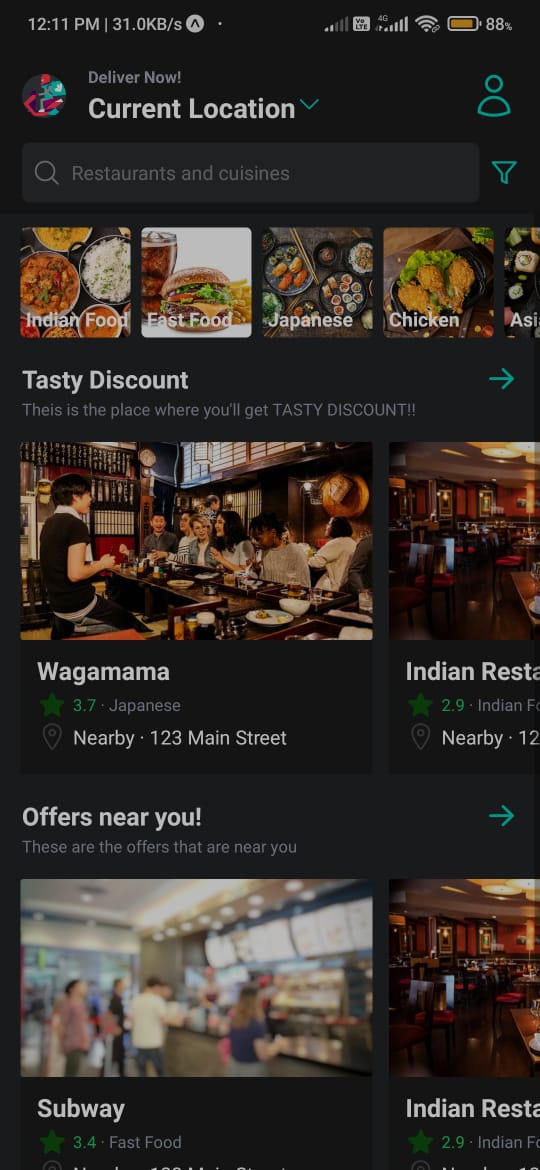 12:11 PM | 31.0KB/s
Vo LTE
4G
88%
Deliver Now!
Current Location
Restaurants and cuisines
Indian Food
Fast Food
Japanese
Chicken
Asi
Tasty Discount
Theis is the place where you'll get TASTY DISCOUNT!!
Wagamama
3.7 · Japanese
Nearby · 123 Main Street
Indian Resta
2.9 · Indian Fo
Nearby · 12
Offers near you!
These are the offers that are near you
Subway
3.4 · Fast Food
Indian Resta
2.9 · Indian Fo